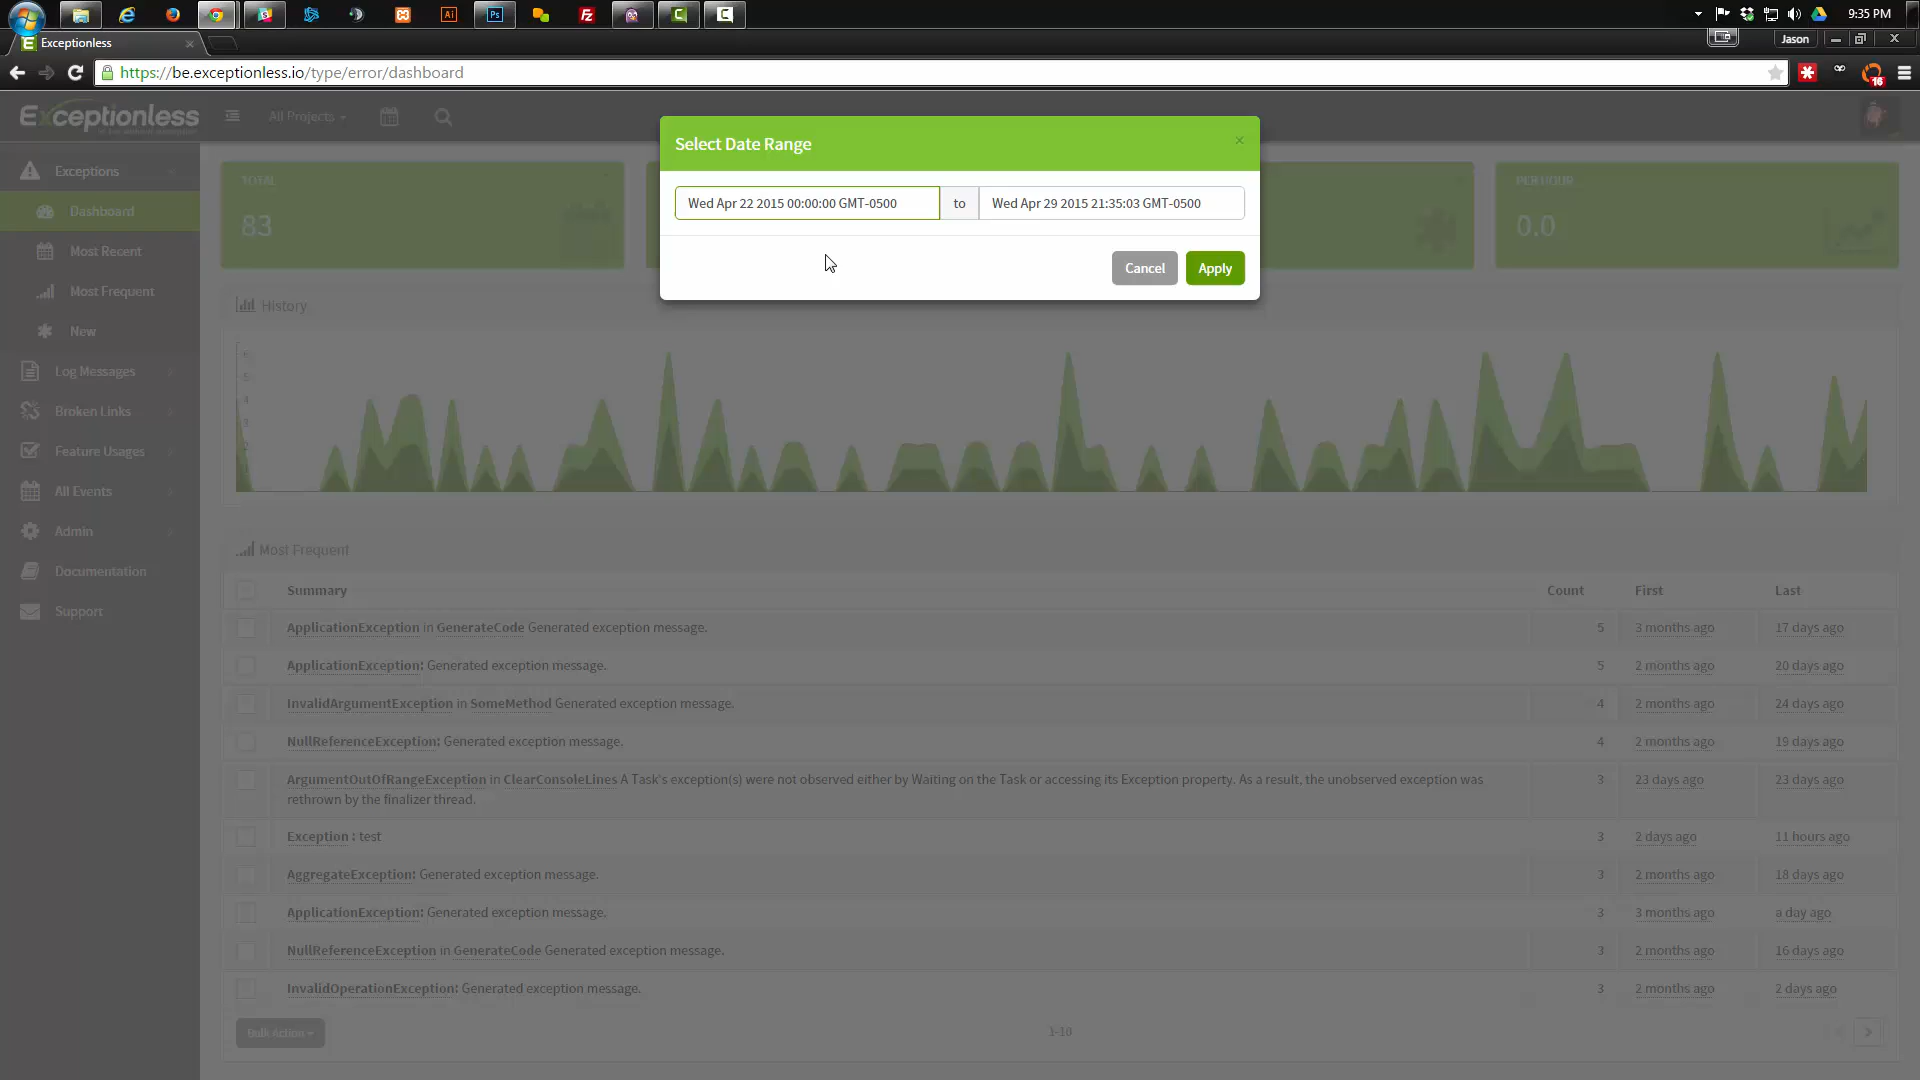 9:35 PM
Exceptionless
Jason
https://be.exceptionless.io/type/error/dashboard
16
Exceptionless
All Projects
Select Date Range
Wed Apr 22 2015 00:00:00 GMT-0500 to Wed Apr 29 2015 21:35:03 GMT-0500
Cancel Apply
Exceptions
Dashboard
Most Recent
Most Frequent
New
Log Messages
Broken Links
Feature Usages
All Events
Admin
Documentation
Support
TOTAL
83
PER HOUR
0.0
History
6
5
4
3
2
1
Most Frequent
Summary Count First Last
ApplicationException in GenerateCode Generated exception message. 5 3 months ago 17 days ago
ApplicationException: Generated exception message. 5 2 months ago 20 days ago
InvalidArgumentException in SomeMethod Generated exception message. 4 2 months ago 24 days ago
NullReferenceException: Generated exception message. 4 2 months ago 19 days ago
ArgumentOutOfRangeException in ClearConsoleLines A Task's exception(s) were not observed either by Waiting on the Task or accessing its Exception property. As a result, the unobserved exception was 3 23 days ago 23 days ago
rethrown by the finalizer thread.
Exception : test 3 2 days ago 11 hours ago
AggregateException: Generated exception message. 3 2 months ago 18 days ago
ApplicationException: Generated exception message. 3 3 months ago a day ago
NullReferenceException in GenerateCode Generated exception message. 3 2 months ago 16 days ago
InvalidOperationException: Generated exception message. 3 2 months ago 2 days ago
Bulk Action 1-10